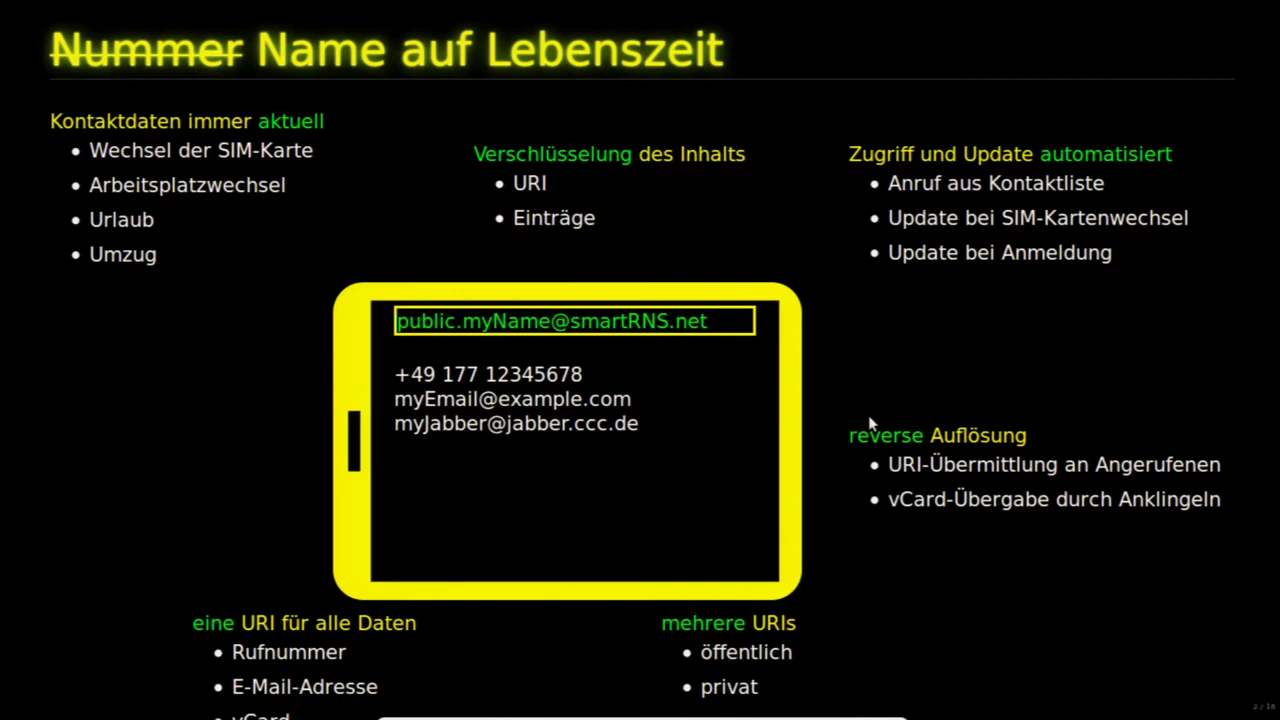 Nummer Name auf Lebenszeit
Kontaktdaten immer aktuell
Wechsel der SIM-Karte
Arbeitsplatzwechsel
Urlaub
Umzug
Verschlüsselung des Inhalts
URI
Einträge
Zugriff und Update automatisiert
Anruf aus Kontaktliste
Update bei SIM-Kartenwechsel
Update bei Anmeldung
public.myName@smartRNS.net
+49 177 12345678
myEmail@example.com
myJabber@jabber.ccc.de
reverse Auflösung
URI-Übermittlung an Angerufenen
vCard-Übergabe durch Anklingeln
eine URI für alle Daten
Rufnummer
E-Mail-Adresse
vCard
mehrere URIs
öffentlich
privat
2 / 18